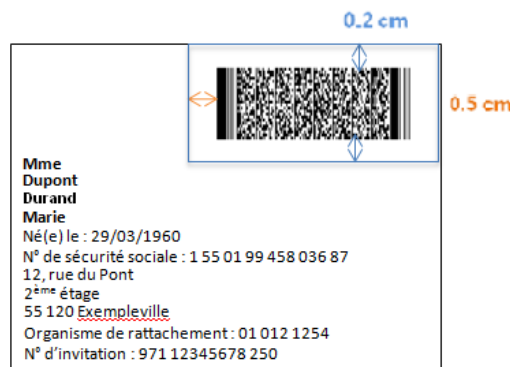 0.2 cm
0.5 cm
Mme
Dupont
Durand
Marie
Né(e) le : 29/03/1960
N° de sécurité sociale : 1 55 01 99 458 036 87
12, rue du Pont
2ème étage
55 120 Exempleville
Organisme de rattachement : 01 012 1254
N° d'invitation : 971 12345678 250